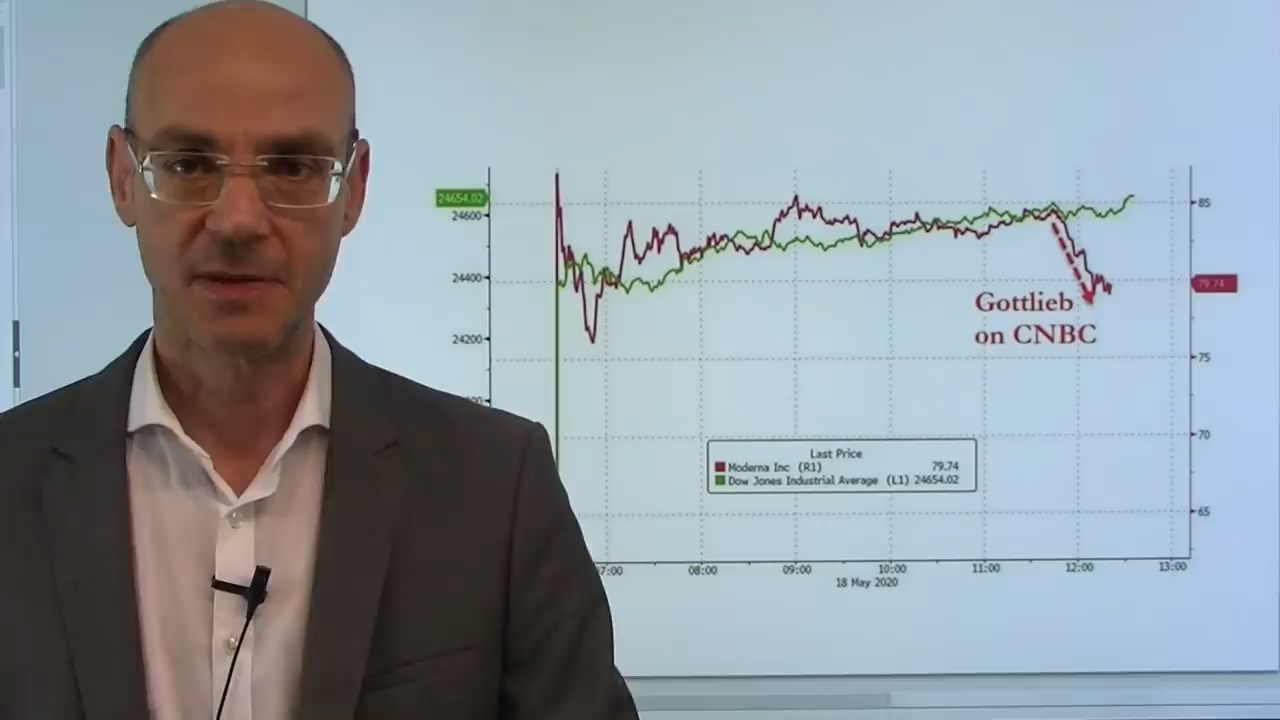 24654.02
24600
24400
24200
85
79.74
75
70
65
Gottlieb
on CNBC
Last Price
Moderna Inc (R1) 79.74
Dow Jones Industrial Average (L1) 24654.02
08:00 09:00 10:00 11:00 12:00 13:00
18 May 2020